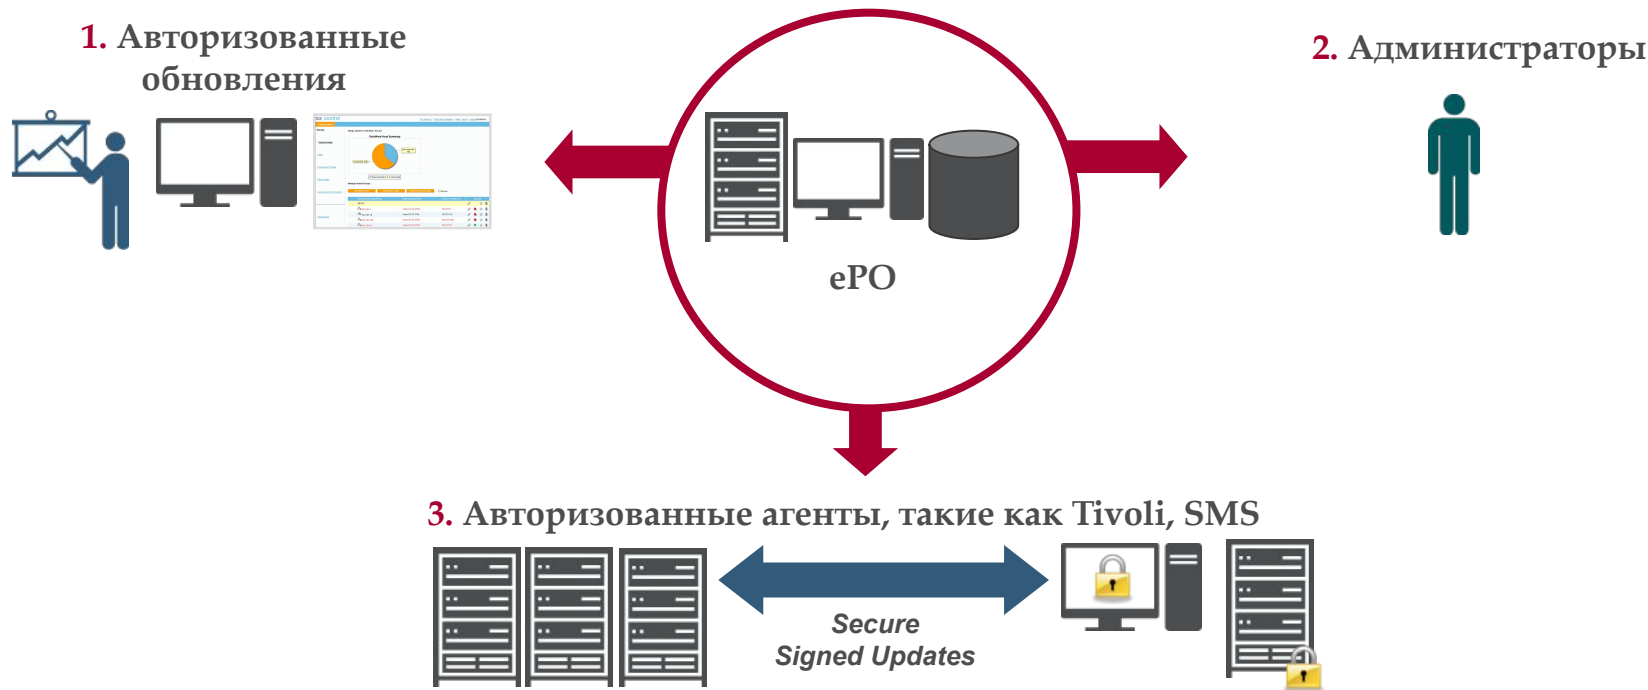 1. Авторизованные
обновления
2. Администраторы
ePO
3. Авторизованные агенты, такие как Tivoli, SMS
Secure
Signed Updates